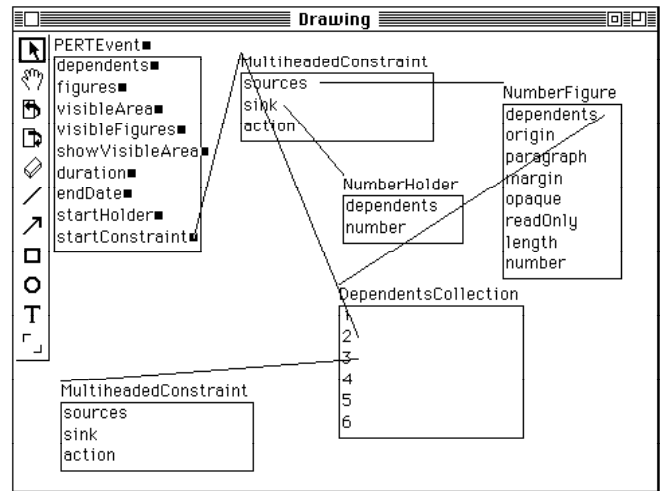 Drawing
PERTEvent
dependents
figures
visibleArea
visibleFigures
showVisibleArea
duration
endDate
startHolder
startConstraint
MultiheadedConstraint
sources
sink
action
NumberFigure
dependents
origin
paragraph
margin
opaque
readOnly
length
number
NumberHolder
dependents
number
DependentsCollection
1
2
3
4
5
6
MultiheadedConstraint
sources
sink
action
T